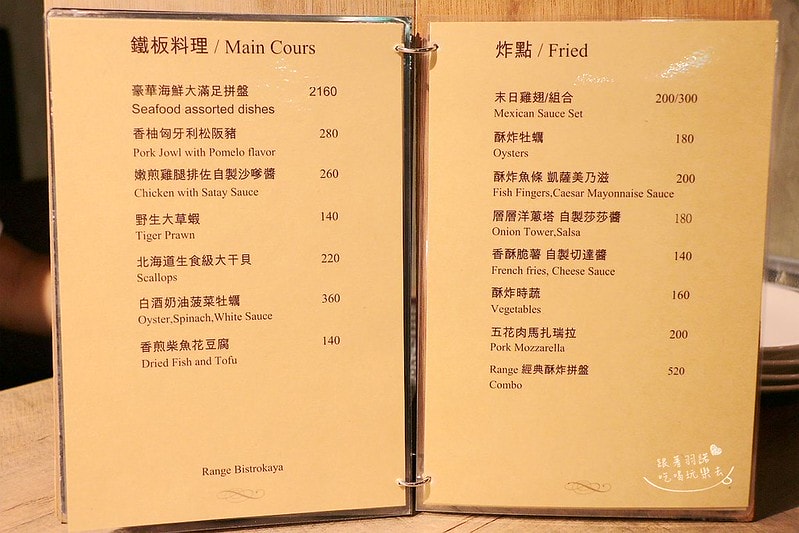 鐵板料理 / Main Cours
豪華海鮮大滿足拼盤 2160
Seafood assorted dishes
香柚匈牙利松阪豬 280
Pork Jowl with Pomelo flavor
嫩煎雞腿排佐自製沙嗲醬 260
Chicken with Satay Sauce
野生大草蝦 140
Tiger Prawn
北海道生食級大干貝 220
Scallops
白酒奶油菠菜牡蠣 360
Oyster,Spinach,White Sauce
香煎柴魚花豆腐 140
Dried Fish and Tofu
Range Bistrokaya
炸點 / Fried
末日雞翅/組合 200/300
Mexican Sauce Set
酥炸牡蠣 180
Oysters
酥炸魚條 凱薩美乃滋 200
Fish Fingers,Caesar Mayonnaise Sauce
層層洋蔥塔 自製莎莎醬 180
Onion Tower,Salsa
香酥脆薯 自製切達醬 140
French fries, Cheese Sauce
酥炸時蔬 160
Vegetables
五花肉馬扎瑞拉 200
Pork Mozzarella
Range 經典酥炸拼盤 520
Combo
跟著羽諾
吃喝玩樂去